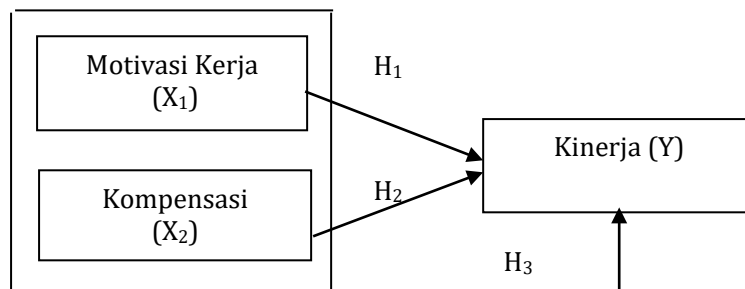 Motivasi Kerja
(X₁)
H₁
Kinerja (Y)
Kompensasi
(X₂)
H₂
H₃